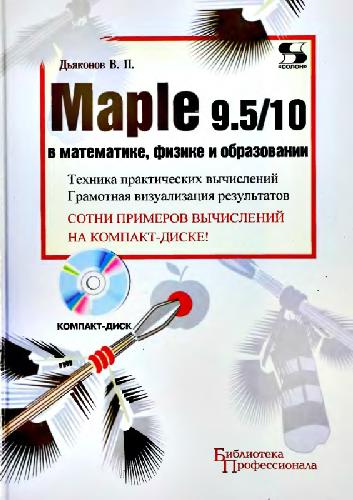 Дьяконов В. П.
«СОЛОН»
Maple 9.5/10
в математике, физике и образовании
Техника практических вычислений
Грамотная визуализация результатов
СОТНИ ПРИМЕРОВ ВЫЧИСЛЕНИЙ
НА КОМПАКТ-ДИСКЕ!
КОМПАКТ-ДИСК
Библиотека
Профессионала